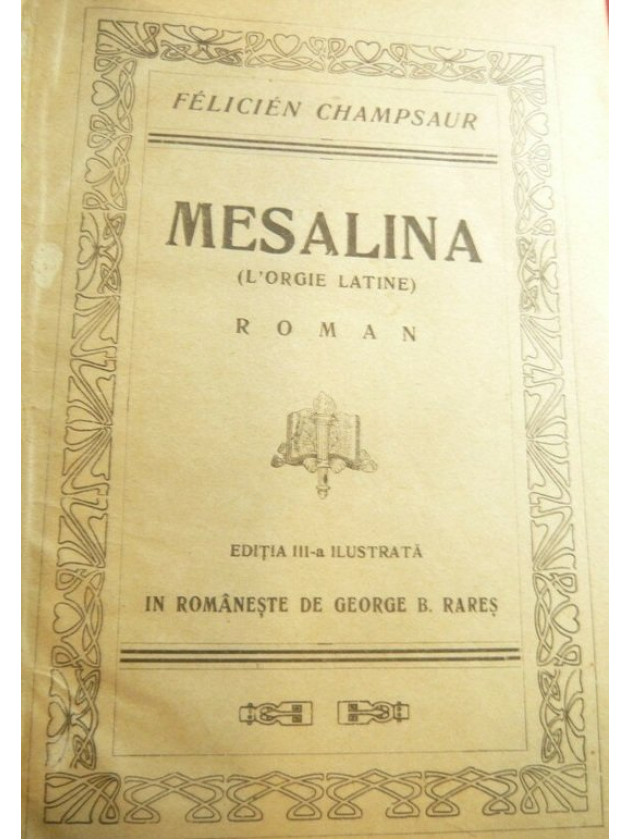 FÉLICIÉN CHAMPSAUR
MESALINA
(L'ORGIE LATINE)
ROMAN
EDIȚIA III-a ILUSTRATĂ
IN ROMÂNEȘTE DE GEORGE B. RAREȘ